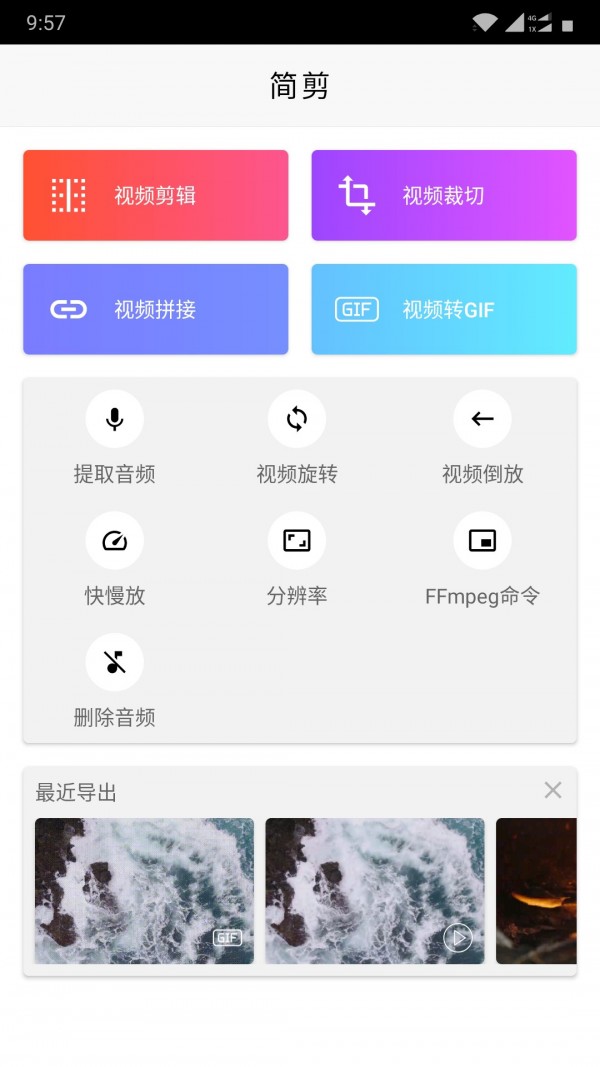 9:57
4G
1X
简剪
视频剪辑
视频裁切
视频拼接
GIF
视频转GIF
提取音频
视频旋转
视频倒放
快慢放
分辨率
FFmpeg命令
删除音频
最近导出
GIF